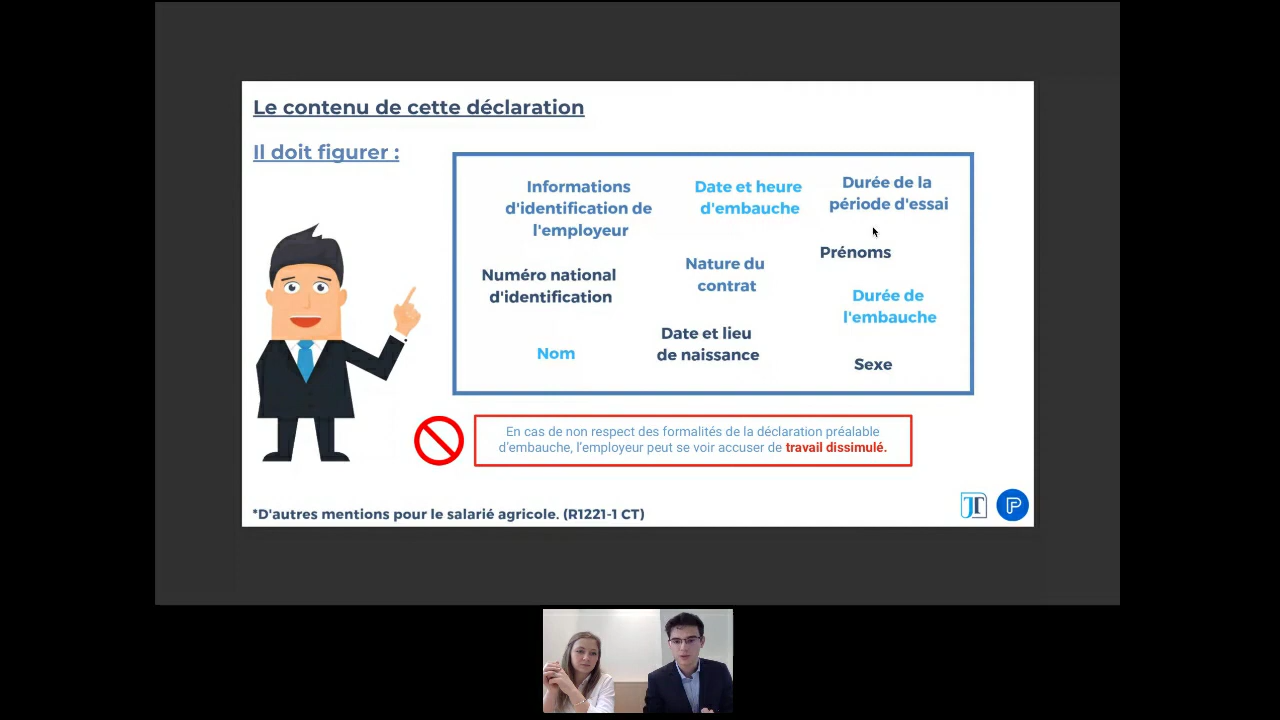 Le contenu de cette déclaration
Il doit figurer :
Informations
d'identification de
l'employeur
Date et heure
d'embauche
Durée de la
période d'essai
Numéro national
d'identification
Nature du
contrat
Prénoms
Durée de
l'embauche
Nom
Date et lieu
de naissance
Sexe
En cas de non respect des formalités de la déclaration préalable
d'embauche, l'employeur peut se voir accuser de travail dissimulé.
*D'autres mentions pour le salarié agricole. (R1221-1 CT)